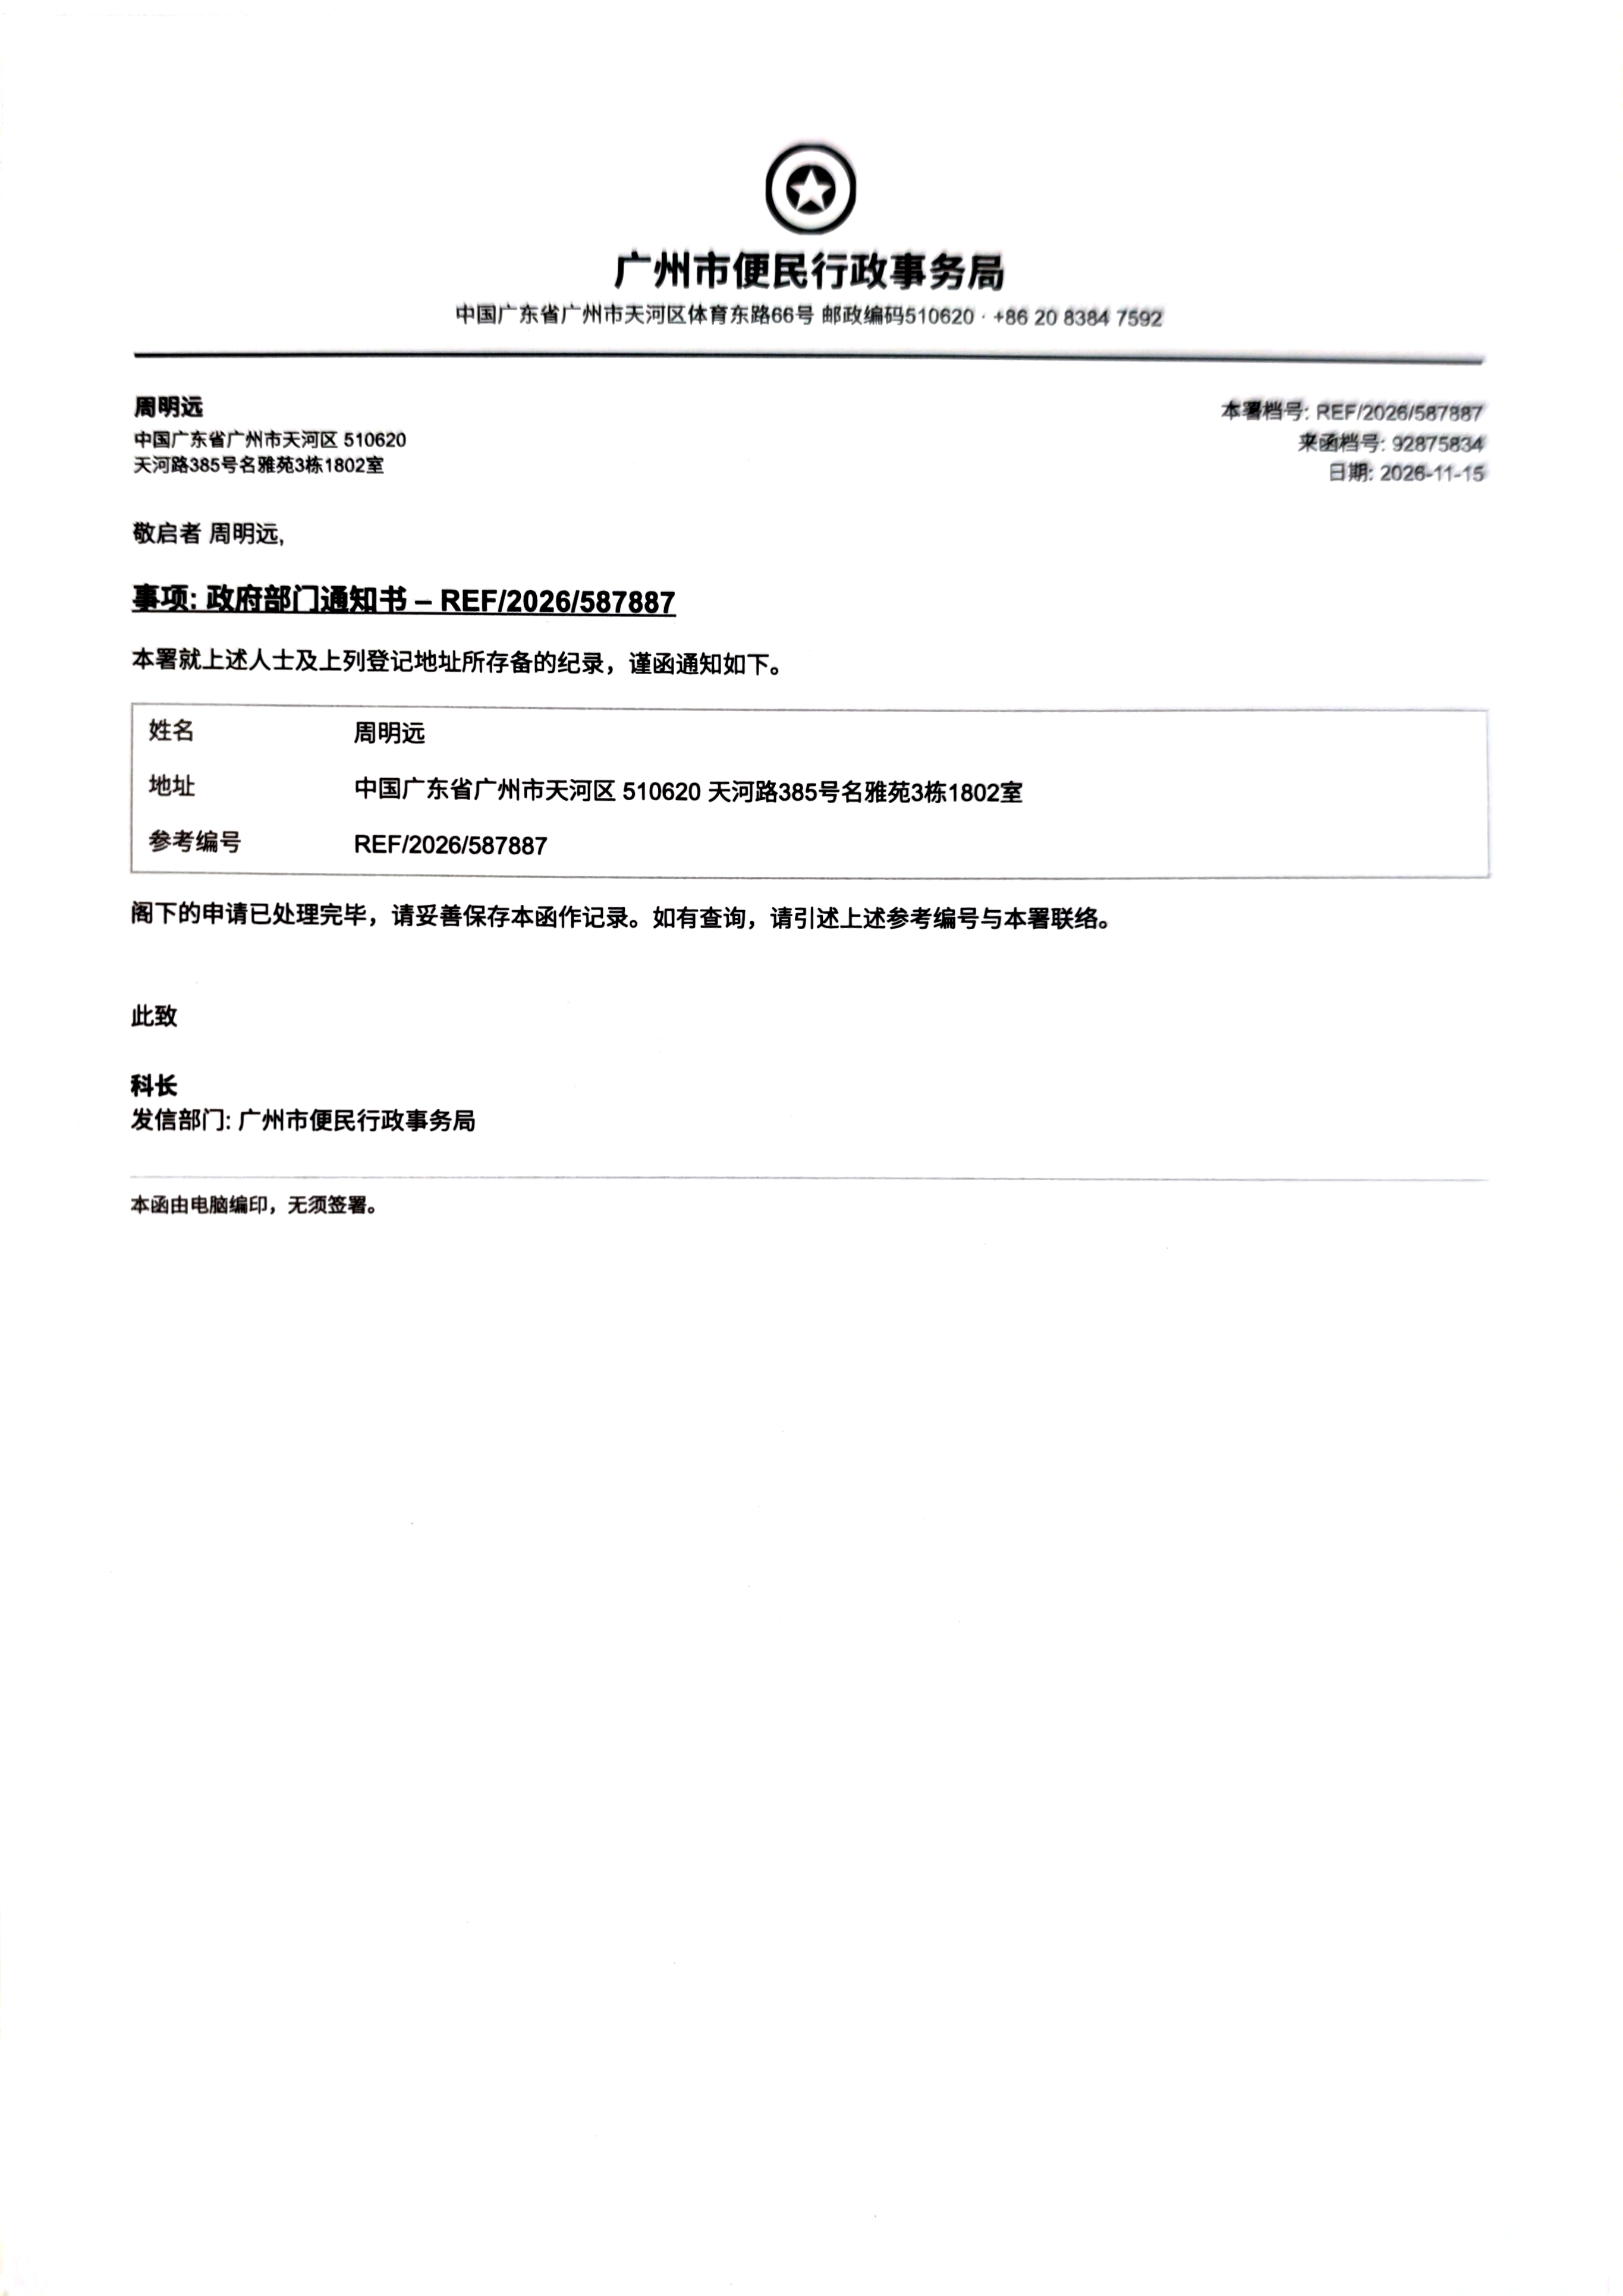 广州市便民行政事务局
中国广东省广州市天河区体育东路66号 邮政编码510620 · +86 20 8384 7592
周明远
中国广东省广州市天河区 510620
天河路385号名雅苑3栋1802室
本署档号: REF/2026/587887
来函档号: 92875834
日期: 2026-11-15
敬启者 周明远,
事项: 政府部门通知书 – REF/2026/587887
本署就上述人士及上列登记地址所存备的纪录，谨函通知如下。
姓名 周明远
地址 中国广东省广州市天河区 510620 天河路385号名雅苑3栋1802室
参考编号 REF/2026/587887
阁下的申请已处理完毕，请妥善保存本函作记录。如有查询，请引述上述参考编号与本署联络。
此致
科长
发信部门: 广州市便民行政事务局
本函由电脑编印，无须签署。